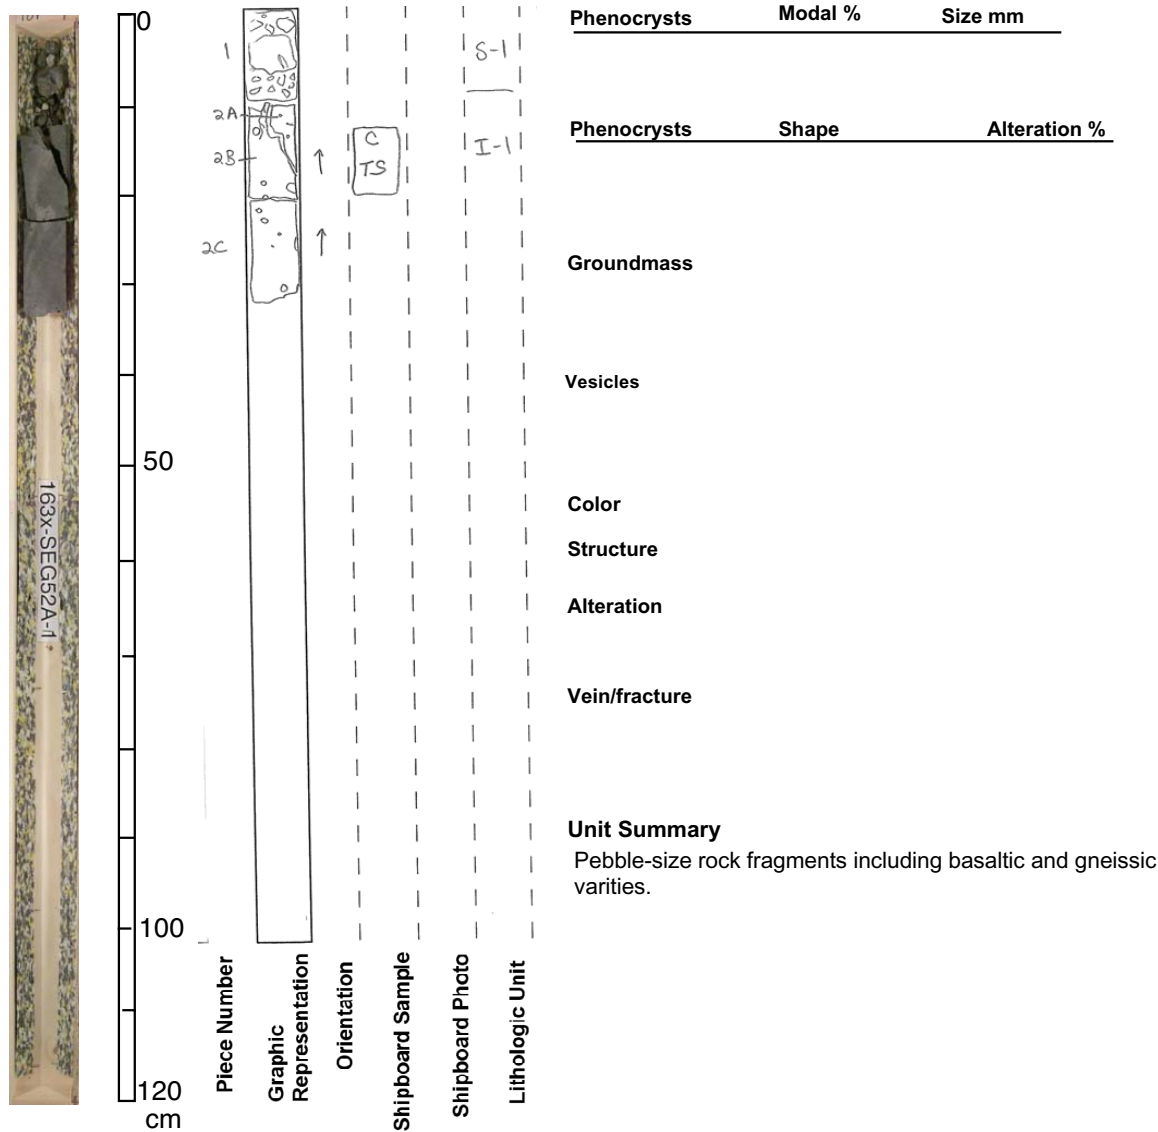 0
50
100
120
cm
163x-SEG52A-1
1
2A
2B
2C
C
TS
S-1
I-1
Piece Number
Graphic
Representation
Orientation
Shipboard Sample
Shipboard Photo
Lithologic Unit
Phenocrysts Modal % Size mm
Phenocrysts Shape Alteration %
Groundmass
Vesicles
Color
Structure
Alteration
Vein/fracture
Unit Summary
Pebble-size rock fragments including basaltic and gneissic
varities.